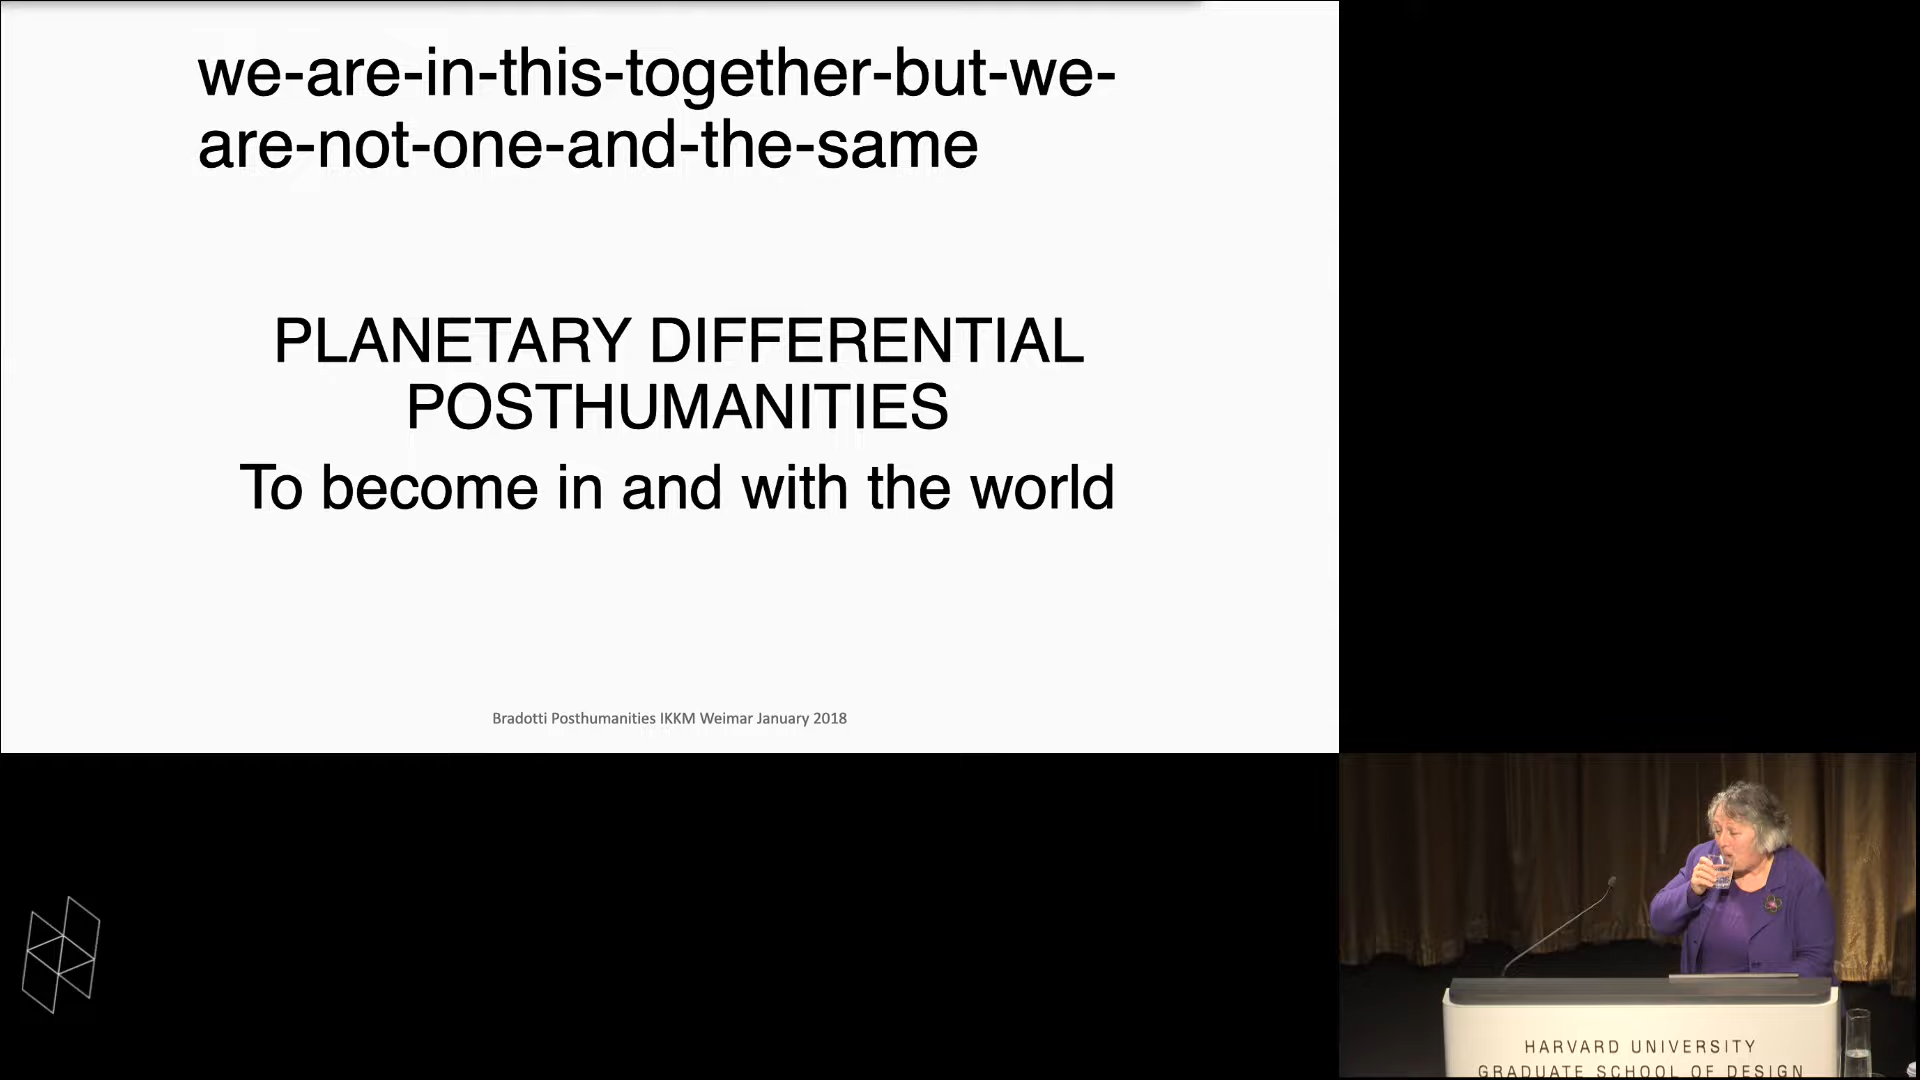 we-are-in-this-together-but-we-
are-not-one-and-the-same
PLANETARY DIFFERENTIAL
POSTHUMANITIES
To become in and with the world
Bradotti Posthumanities IKKM Weimar January 2018
HARVARD UNIVERSITY
GRADUATE SCHOOL OF DESIGN